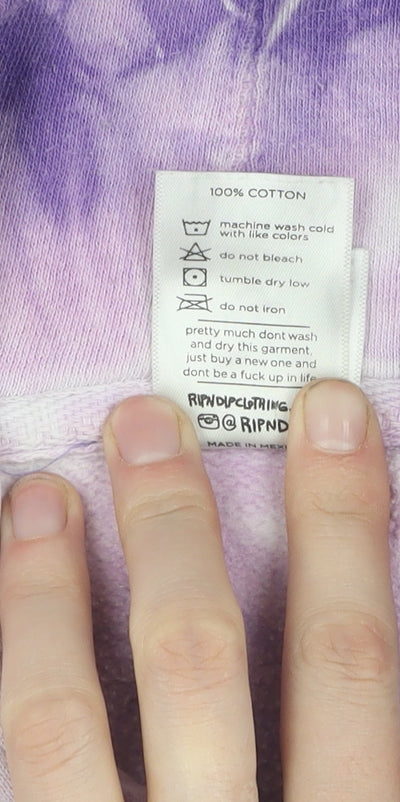 100% COTTON
machine wash cold
with like colors
do not bleach
tumble dry low
do not iron
pretty much dont wash
and dry this garment,
just buy a new one and
dont be a fuck up in life
RIPNDIPCLOTHING.
@RIPND
MADE IN MEXI